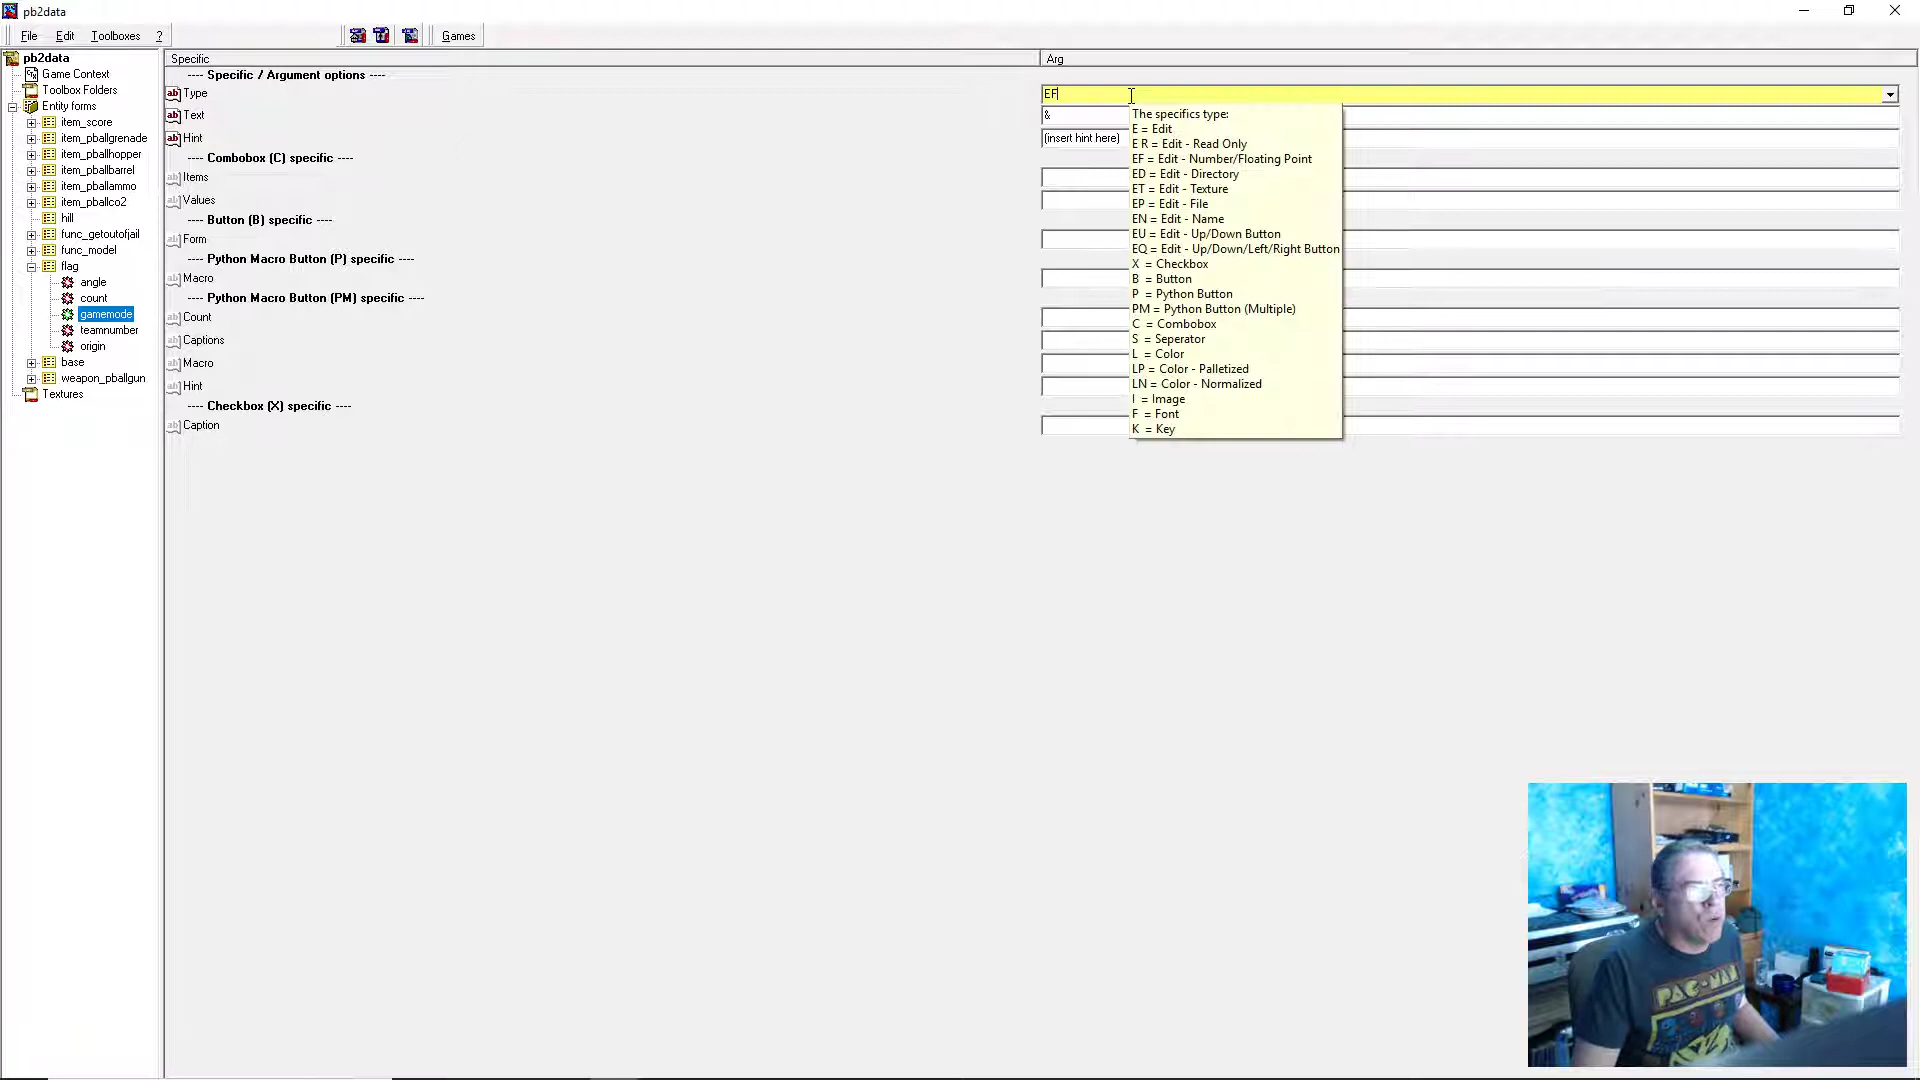 pb2data
File Edit Toolboxes ? Games
pb2data
Game Context
Toolbox Folders
Entity forms
item_score
item_pballgrenade
item_pballhopper
item_pballbarrel
item_pballammo
item_pballco2
hill
func_getoutofjail
func_model
flag
angle
count
gamemode
teamnumber
origin
base
weapon_pballgun
Textures
Specific Arg
---- Specific / Argument options ----
Type EF
Text &
Hint (insert hint here)
---- Combobox (C) specific ----
Items
Values
---- Button (B) specific ----
Form
---- Python Macro Button (P) specific ----
Macro
---- Python Macro Button (PM) specific ----
Count
Captions
Macro
Hint
---- Checkbox (X) specific ----
Caption
The specifics type:
E = Edit
E R = Edit - Read Only
EF = Edit - Number/Floating Point
ED = Edit - Directory
ET = Edit - Texture
EP = Edit - File
EN = Edit - Name
EU = Edit - Up/Down Button
EQ = Edit - Up/Down/Left/Right Button
X = Checkbox
B = Button
P = Python Button
PM = Python Button (Multiple)
C = Combobox
S = Seperator
L = Color
LP = Color - Palletized
LN = Color - Normalized
I = Image
F = Font
K = Key
PAC-MAN